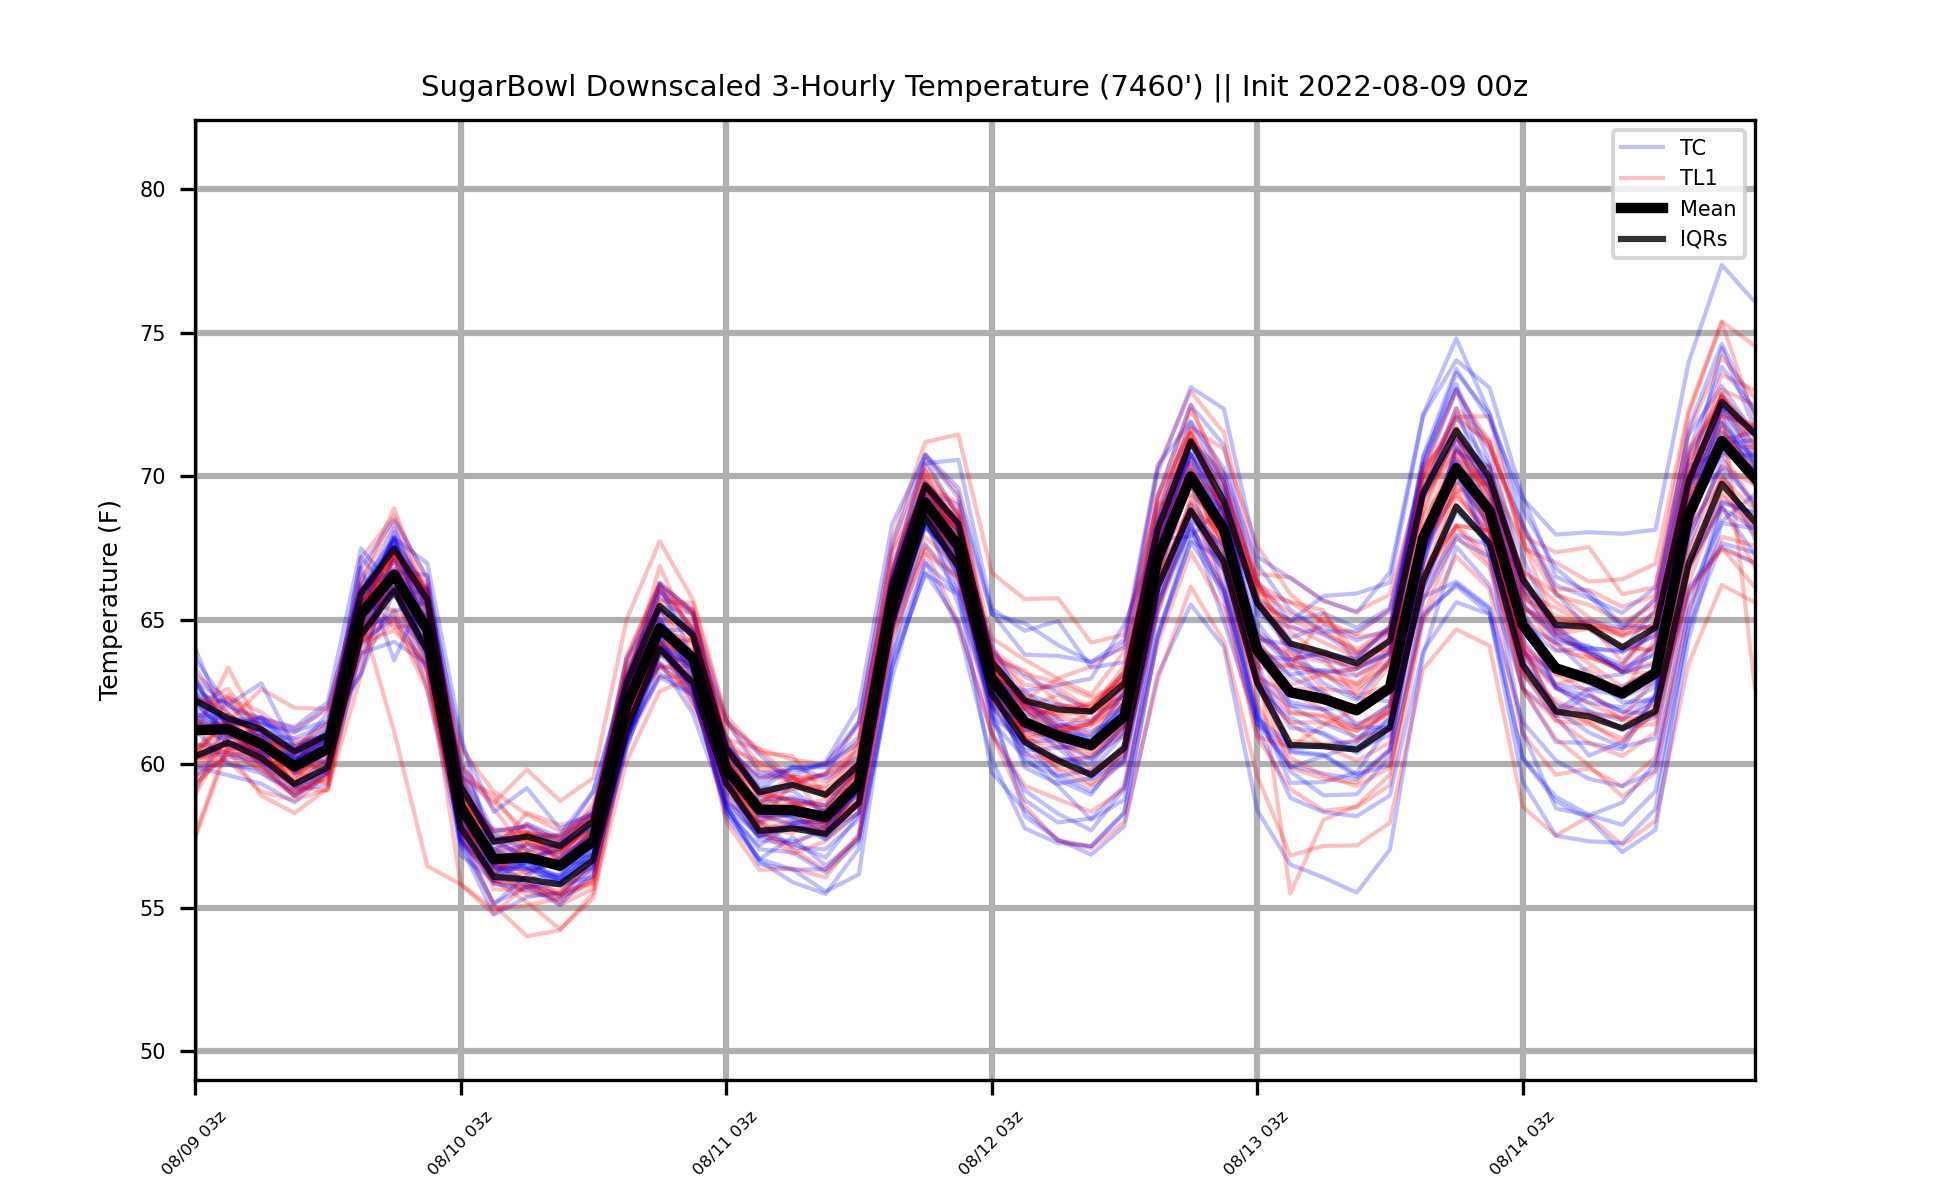 SugarBowl Downscaled 3-Hourly Temperature (7460') || Init 2022-08-09 00z
TC
TL1
Mean
IQRs
Temperature (F)
80
75
70
65
60
55
50
08/09 03z
08/10 03z
08/11 03z
08/12 03z
08/13 03z
08/14 03z